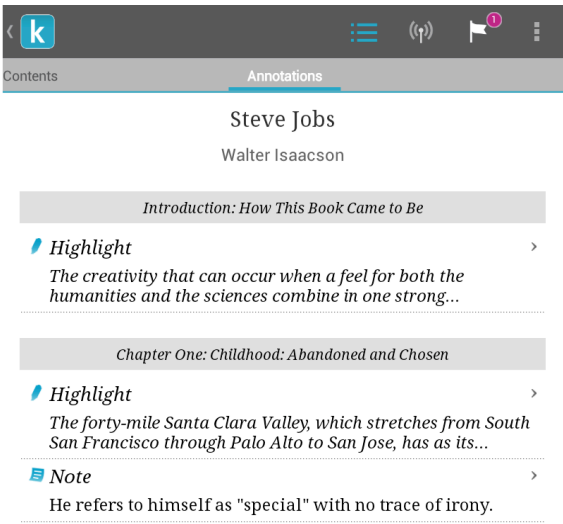 k
1
Contents
Annotations
Steve Jobs
Walter Isaacson
Introduction: How This Book Came to Be
Highlight
The creativity that can occur when a feel for both the
humanities and the sciences combine in one strong...
Chapter One: Childhood: Abandoned and Chosen
Highlight
The forty-mile Santa Clara Valley, which stretches from South
San Francisco through Palo Alto to San Jose, has as its...
Note
He refers to himself as "special" with no trace of irony.